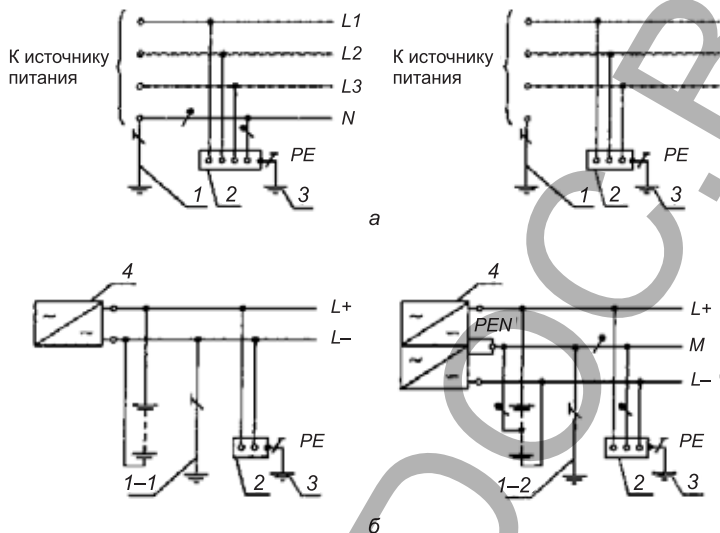 L1
К источнику
питания
L2
L3
N
PE
1
2
3
К источнику
питания
PE
1
2
3
а
4
L+
L–
PE
1–1
2
3
4
PEN
L+
M
L–
PE
1–2
2
3
б